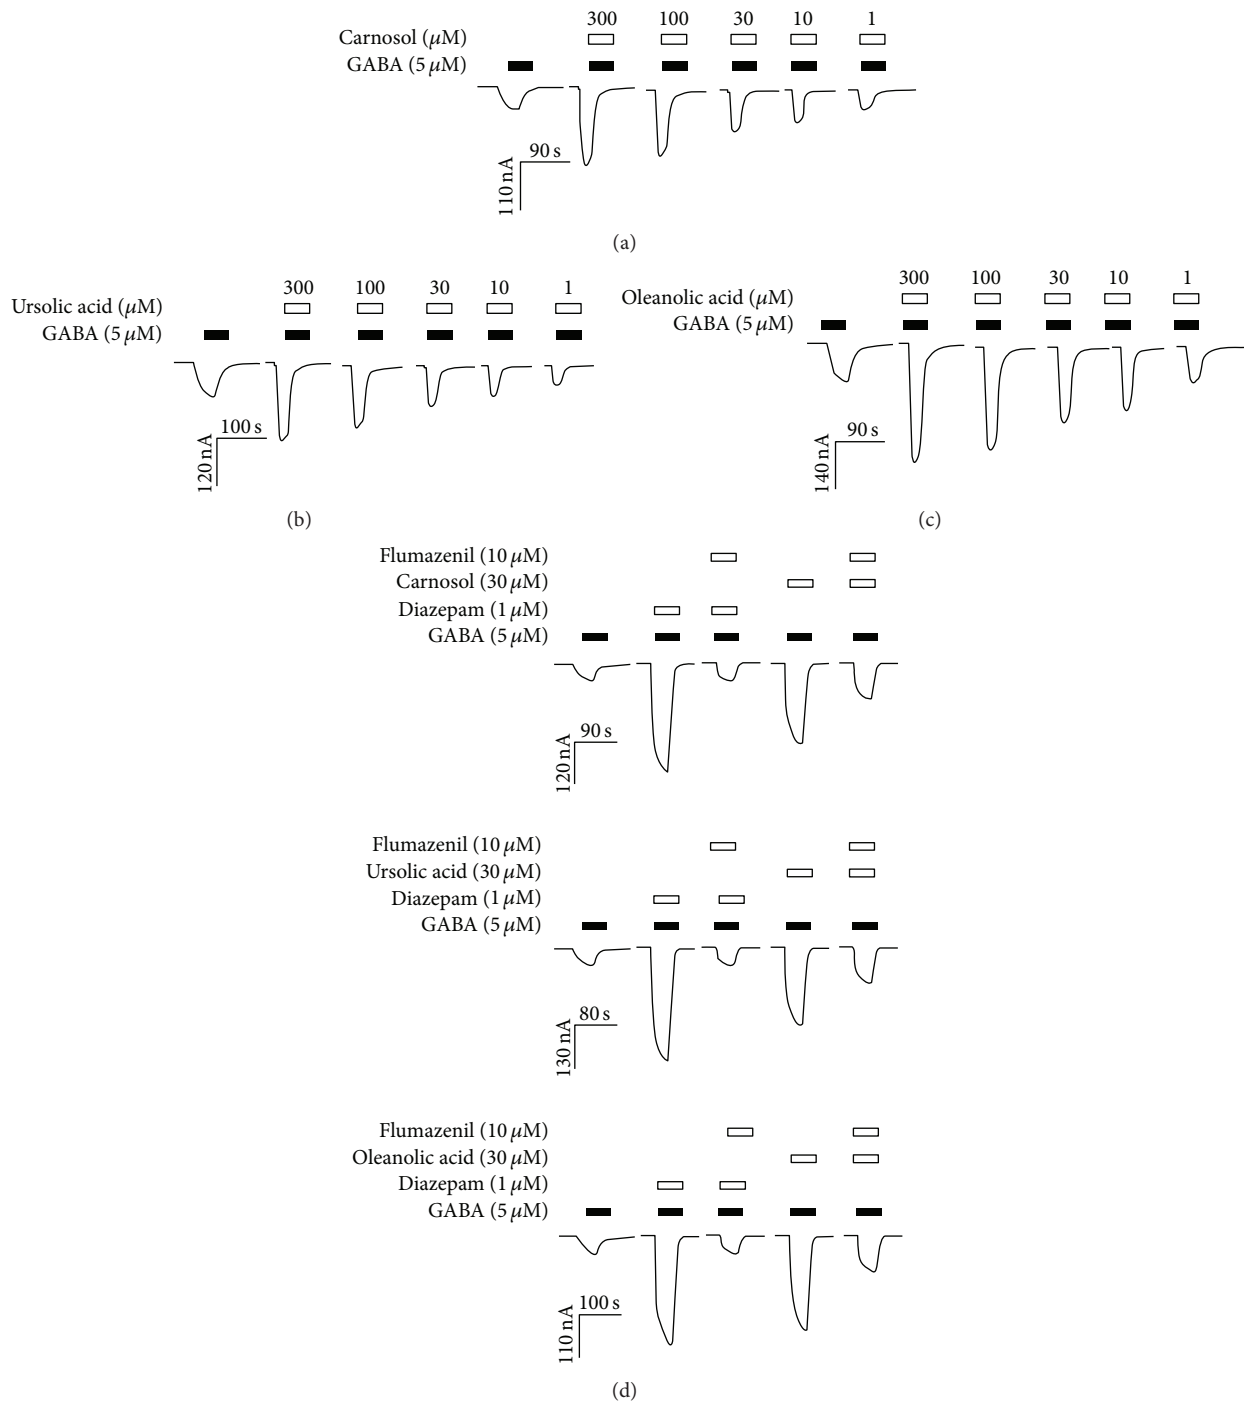 300 100 30 10 1
Carnosol (μM)
GABA (5 μM)
90 s
110 nA
(a)
300 100 30 10 1
Ursolic acid (μM)
GABA (5 μM)
100 s
120 nA
(b)
300 100 30 10 1
Oleanolic acid (μM)
GABA (5 μM)
90 s
140 nA
(c)
Flumazenil (10 μM)
Carnosol (30 μM)
Diazepam (1 μM)
GABA (5 μM)
90 s
120 nA
Flumazenil (10 μM)
Ursolic acid (30 μM)
Diazepam (1 μM)
GABA (5 μM)
80 s
130 nA
Flumazenil (10 μM)
Oleanolic acid (30 μM)
Diazepam (1 μM)
GABA (5 μM)
100 s
110 nA
(d)